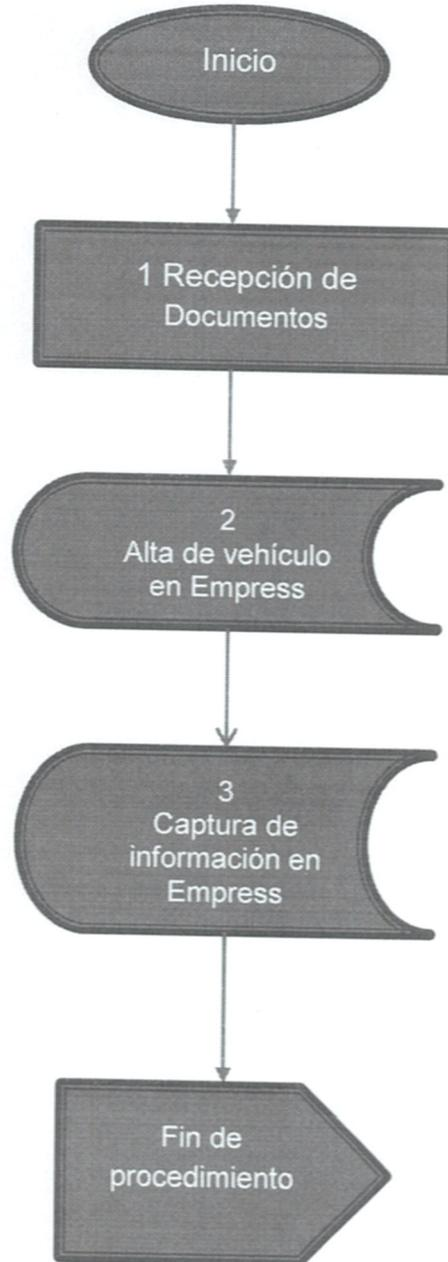 Inicio
1 Recepción de
Documentos
2
Alta de vehículo
en Empress
3
Captura de
información en
Empress
Fin de
procedimiento